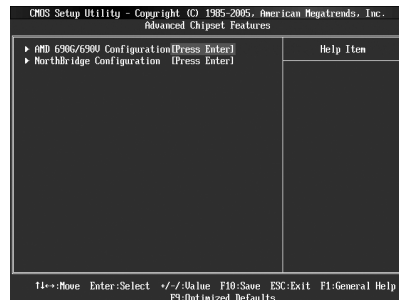 CMOS Setup Utility - Copyright (C) 1985-2005, American Megatrends, Inc.
Advanced Chipset Features
▶ AMD 690G/690V Configuration[Press Enter]
▶ NorthBridge Configuration [Press Enter]
Help Item
↑↓↔:Move Enter:Select +/-/:Value F10:Save ESC:Exit F1:General Help
F9:Optimized Defaults